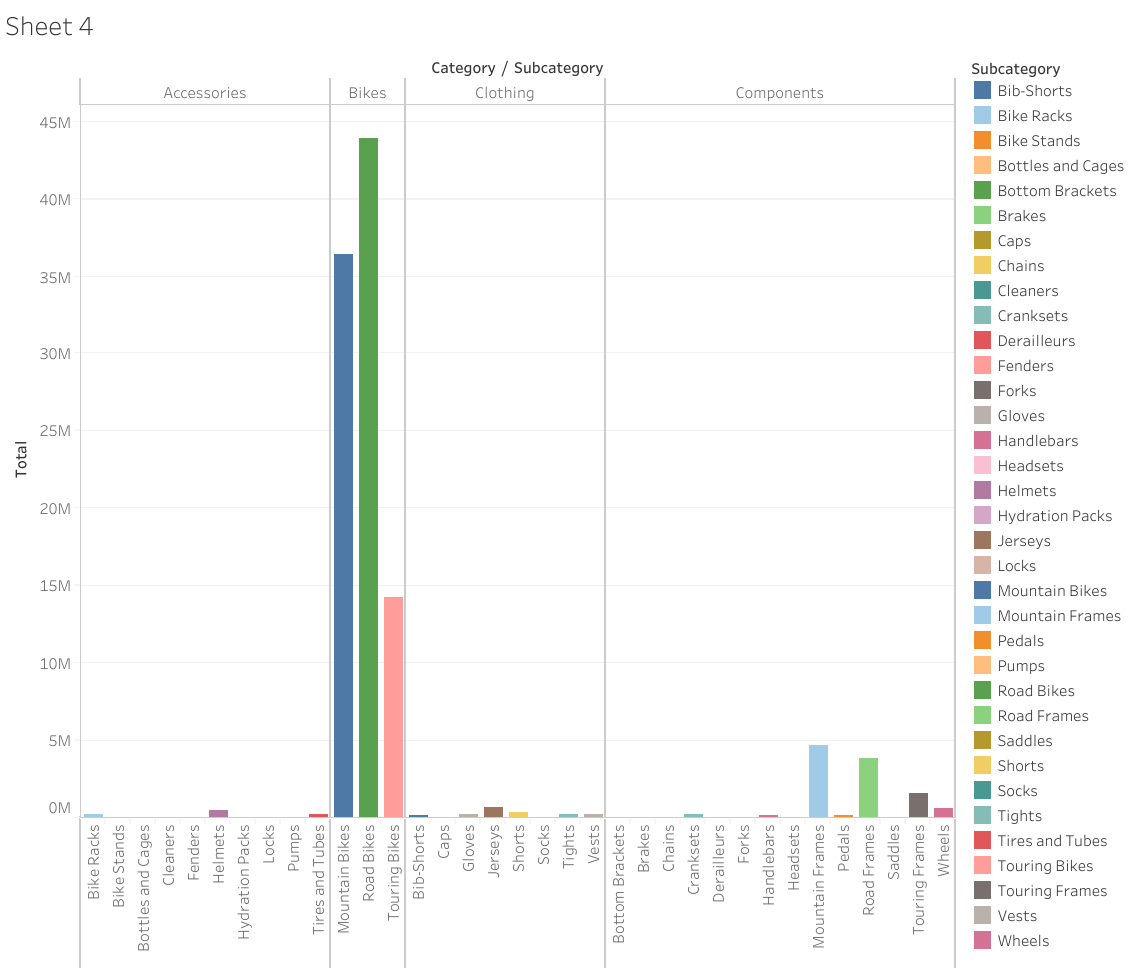 Sheet 4
Category / Subcategory
Accessories Bikes Clothing Components
45M
40M
35M
30M
25M
20M
15M
10M
5M
0M
Total
Bike Racks
Bike Stands
Bottles and Cages
Cleaners
Fenders
Helmets
Hydration Packs
Locks
Pumps
Tires and Tubes
Mountain Bikes
Road Bikes
Touring Bikes
Bib-Shorts
Caps
Gloves
Jerseys
Shorts
Socks
Tights
Vests
Bottom Brackets
Brakes
Chains
Cranksets
Derailleurs
Forks
Handlebars
Headsets
Mountain Frames
Pedals
Road Frames
Saddles
Touring Frames
Wheels
Subcategory
Bib-Shorts
Bike Racks
Bike Stands
Bottles and Cages
Bottom Brackets
Brakes
Caps
Chains
Cleaners
Cranksets
Derailleurs
Fenders
Forks
Gloves
Handlebars
Headsets
Helmets
Hydration Packs
Jerseys
Locks
Mountain Bikes
Mountain Frames
Pedals
Pumps
Road Bikes
Road Frames
Saddles
Shorts
Socks
Tights
Tires and Tubes
Touring Bikes
Touring Frames
Vests
Wheels